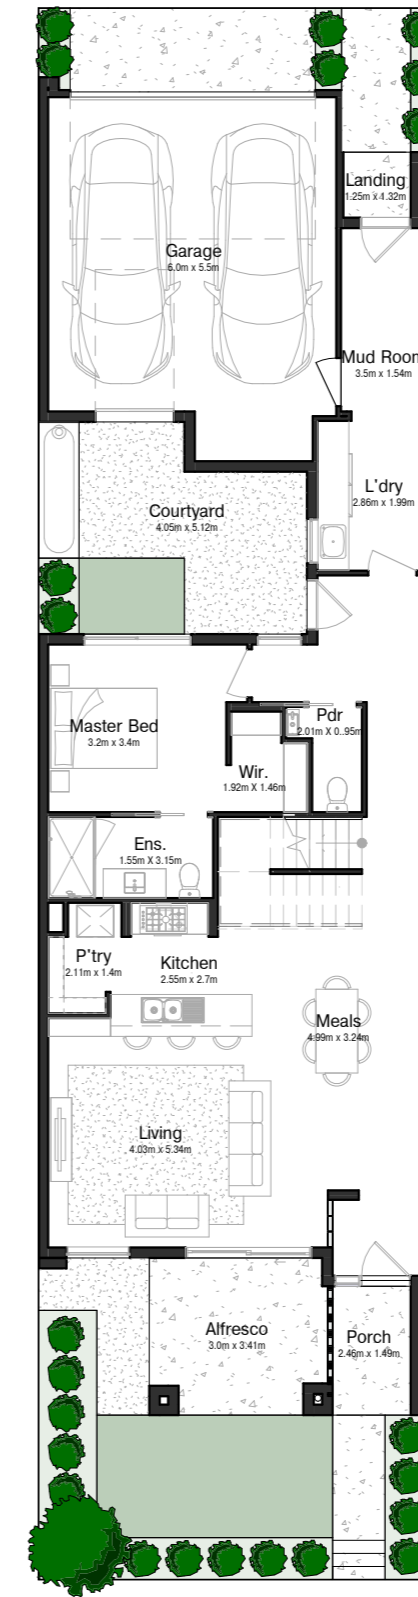 Landing
1.25m x 1.32m
Garage
6.0m x 5.5m
Mud Room
3.5m x 1.54m
L'dry
2.86m x 1.99m
Courtyard
4.05m x 5.12m
Master Bed
3.2m x 3.4m
Pdr
2.01m X 0..95m
Wir.
1.92m X 1.46m
Ens.
1.55m X 3.15m
P'try
2.11m x 1.4m
Kitchen
2.55m x 2.7m
Meals
4.99m x 3.24m
Living
4.03m x 5.34m
Alfresco
3.0m x 3.41m
Porch
2.46m x 1.49m